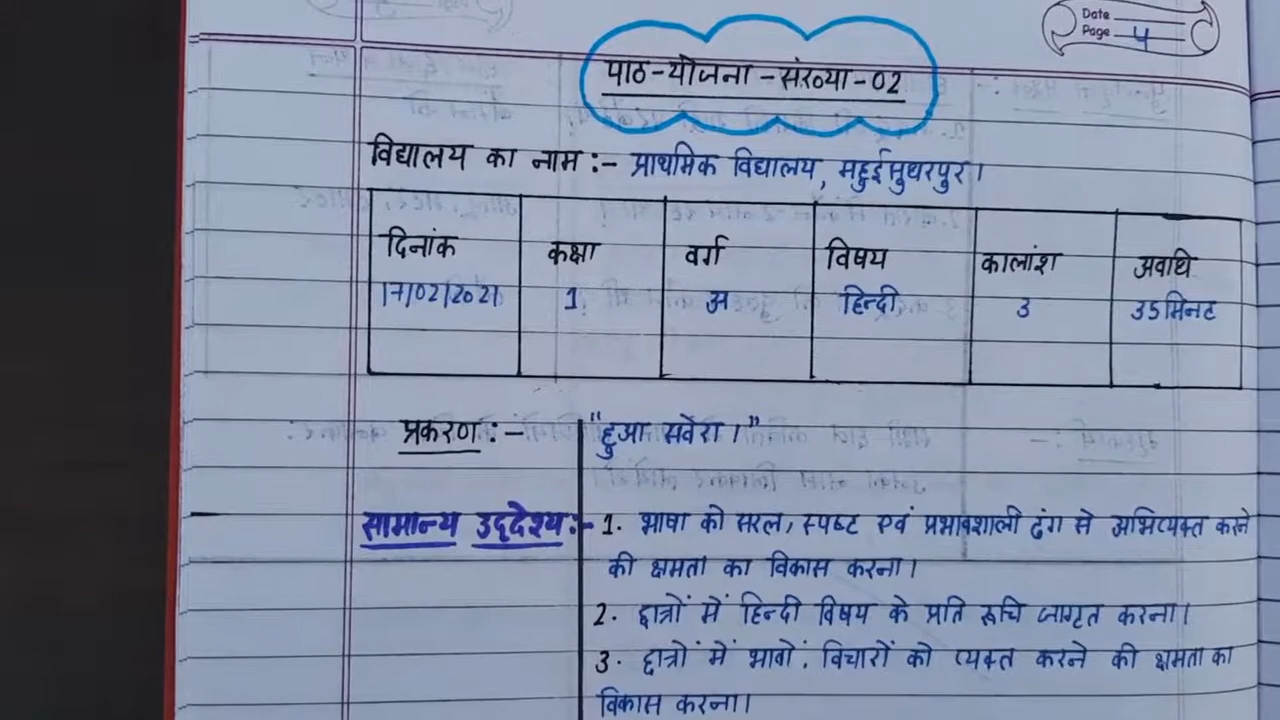 Date
Page 4
पाठ-योजना-संख्या-02
विद्यालय का नाम :- प्राथमिक विद्यालय, महुईसुघरपुर।
दिनांक कक्षा वर्ग विषय कालांश अवधि
17/02/2021 1 अ हिन्दी 3 35 मिनट
प्रकरण :- "हुआ सवेरा।"
सामान्य उद्देश्य :- 1. भाषा को सरल, स्पष्ट एवं प्रभावशाली ढंग से अभिव्यक्त करने
की क्षमता का विकास करना।
2. छात्रों में हिन्दी विषय के प्रति रूचि जागृत करना।
3. छात्रों में भावों, विचारों को व्यक्त करने की क्षमता का
विकास करना।